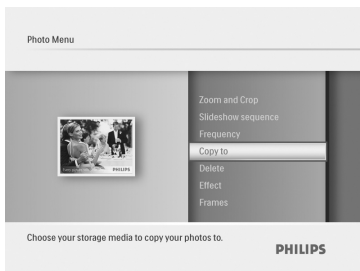 Photo Menu
Zoom and Crop
Slideshow sequence
Frequency
Copy to
Delete
Effect
Frames
PHILIPS
Choose your storage media to copy your photos to.
PHILIPS